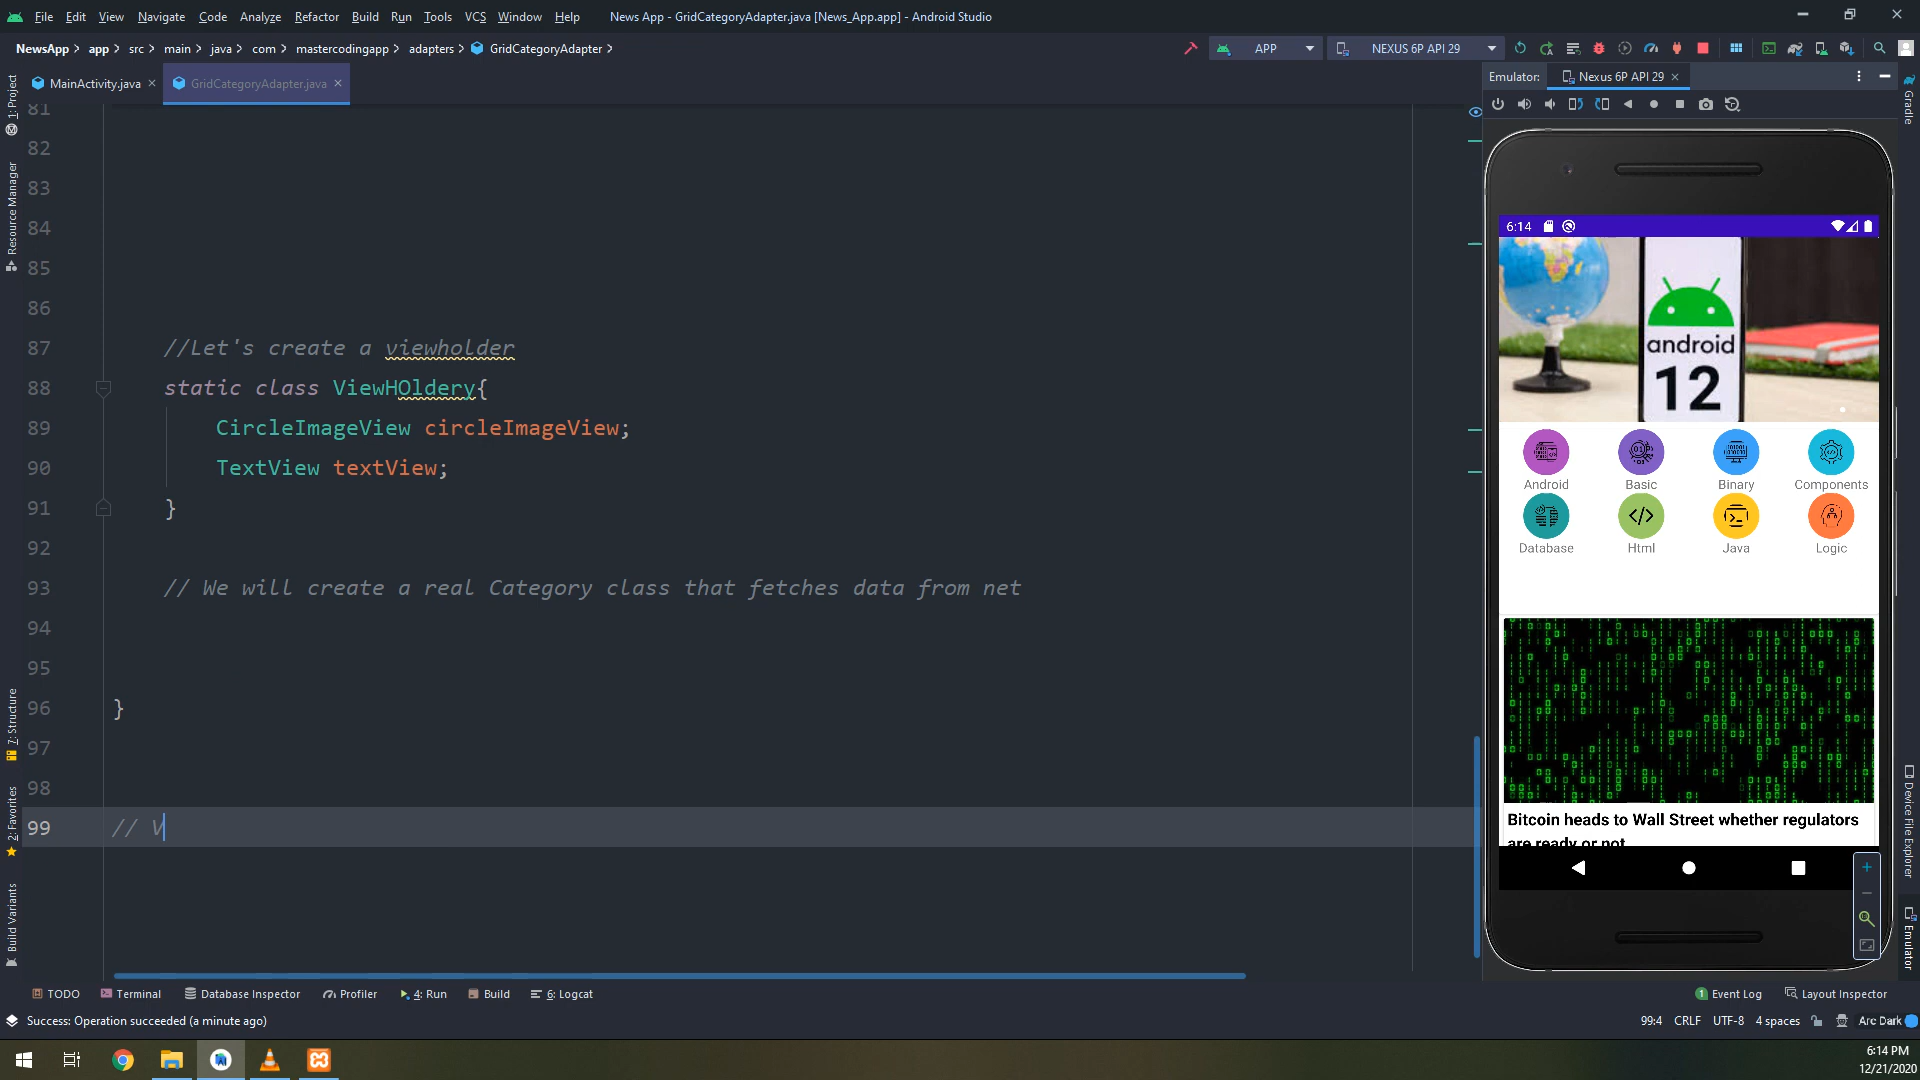 File Edit View Navigate Code Analyze Refactor Build Run Tools VCS Window Help News App - GridCategoryAdapter.java [News_App.app] - Android Studio
NewsApp app src main java com mastercodingapp adapters GridCategoryAdapter APP NEXUS 6P API 29
MainActivity.java GridCategoryAdapter.java
Emulator: Nexus 6P API 29
1: Project
Resource Manager
7: Structure
2: Favorites
Build Variants
81
82
83
84
85
86
87 //Let's create a viewholder
88 static class ViewHOldery{
89 CircleImageView circleImageView;
90 TextView textView;
91 }
92
93 // We will create a real Category class that fetches data from net
94
95
96 }
97
98
99 // V
6:14
android
12
Android Basic Binary Components
Database Html Java Logic
Bitcoin heads to Wall Street whether regulators
are ready or not
Gradle
Device File Explorer
Emulator
TODO Terminal Database Inspector Profiler 4: Run Build 6: Logcat 1 Event Log Layout Inspector
Success: Operation succeeded (a minute ago) 99:4 CRLF UTF-8 4 spaces Arc Dark
6:14 PM
12/21/2020